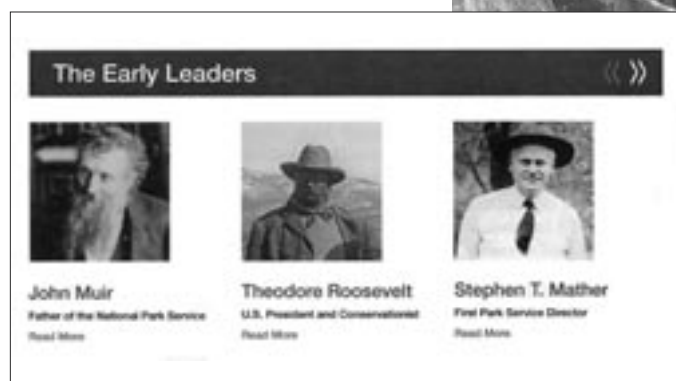 The Early Leaders
John Muir
Father of the National Park Service
Read More
Theodore Roosevelt
U.S. President and Conservationist
Read More
Stephen T. Mather
First Park Service Director
Read More